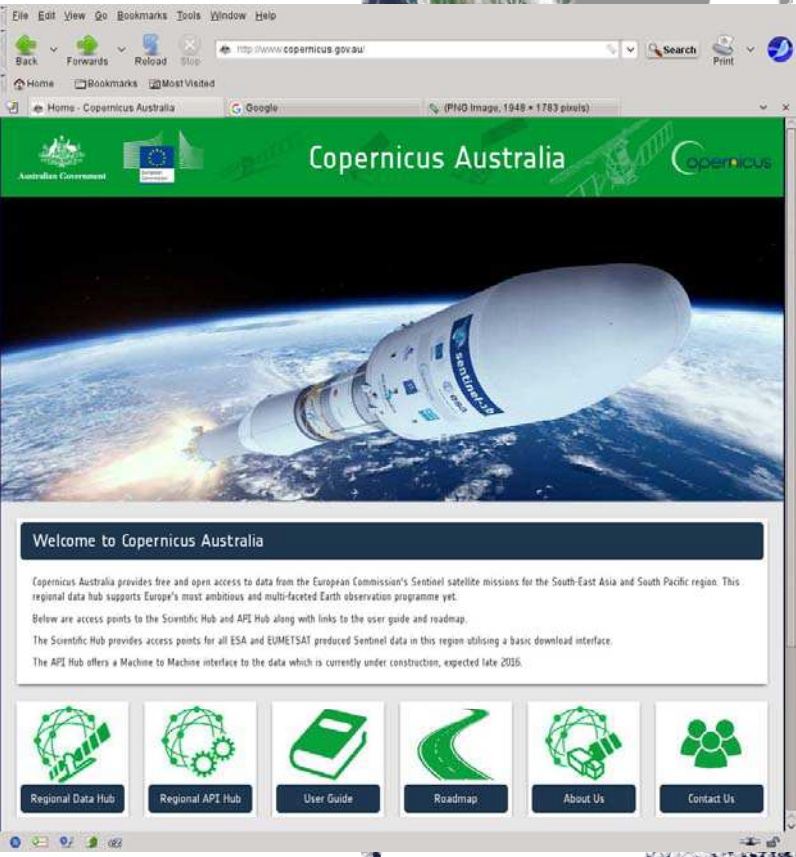 File Edit View Go Bookmarks Tools Window Help
Back Forwards Reload Stop http://www.copernicus.gov.au/ Search Print
Home Bookmarks Most Visited
Home - Copernicus Australia Google (PNG Image, 1948 × 1783 pixels)
Australian Government European Commission Copernicus Australia opernicus
sentinel-3b
esa
Welcome to Copernicus Australia
Copernicus Australia provides free and open access to data from the European Commission's Sentinel satellite missions for the South-East Asia and South Pacific region. This
regional data hub supports Europe's most ambitious and multi-faceted Earth observation programme yet.
Below are access points to the Scientific Hub and API Hub along with links to the user guide and roadmap.
The Scientific Hub provides access points for all ESA and EUMETSAT produced Sentinel data in this region utilising a basic download interface.
The API Hub offers a Machine to Machine interface to the data which is currently under construction, expected late 2016.
Regional Data Hub Regional API Hub User Guide Roadmap About Us Contact Us